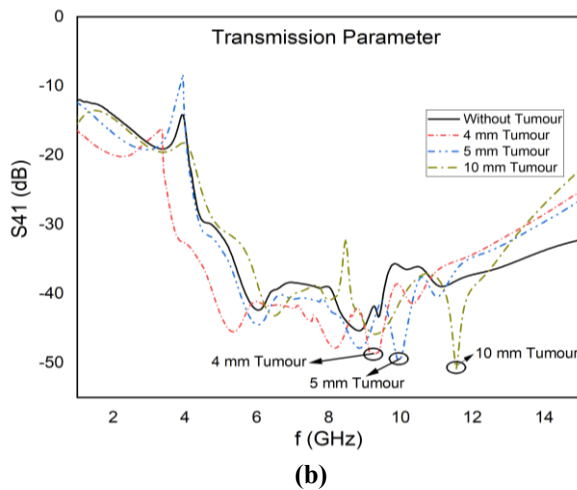 Transmission Parameter
0
-10
-20
-30
-40
-50
S41 (dB)
Without Tumour
4 mm Tumour
5 mm Tumour
10 mm Tumour
4 mm Tumour
5 mm Tumour
10 mm Tumour
2 4 6 8 10 12 14
f (GHz)
(b)